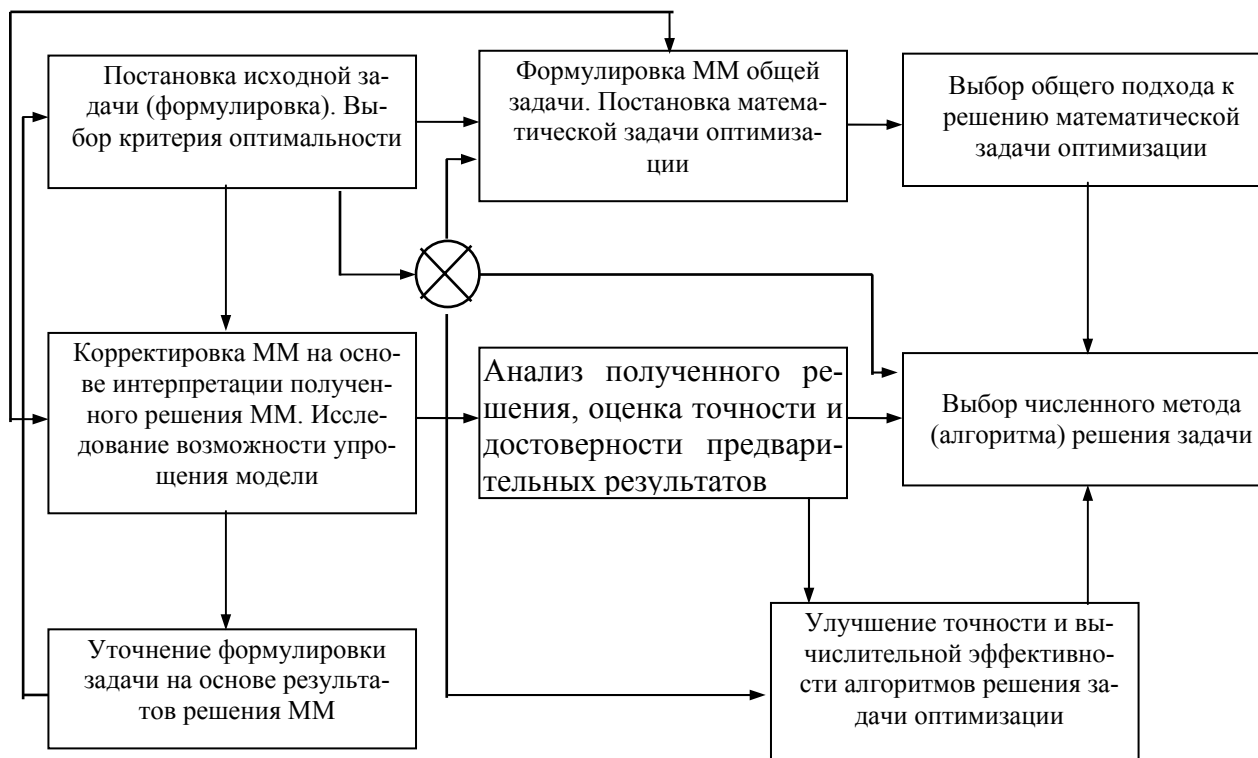 Постановка исходной за-
дачи (формулировка). Вы-
бор критерия оптимальности
Формулировка ММ общей
задачи. Постановка матема-
тической задачи оптимиза-
ции
Выбор общего подхода к
решению математической
задачи оптимизации
Корректировка ММ на осно-
ве интерпретации получен-
ного решения ММ. Иссле-
дование возможности упро-
щения модели
Анализ полученного ре-
шения, оценка точности и
достоверности предвари-
тельных результатов
Выбор численного метода
(алгоритма) решения задачи
Уточнение формулировки
задачи на основе результа-
тов решения ММ
Улучшение точности и вы-
числительной эффективно-
сти алгоритмов решения за-
дачи оптимизации